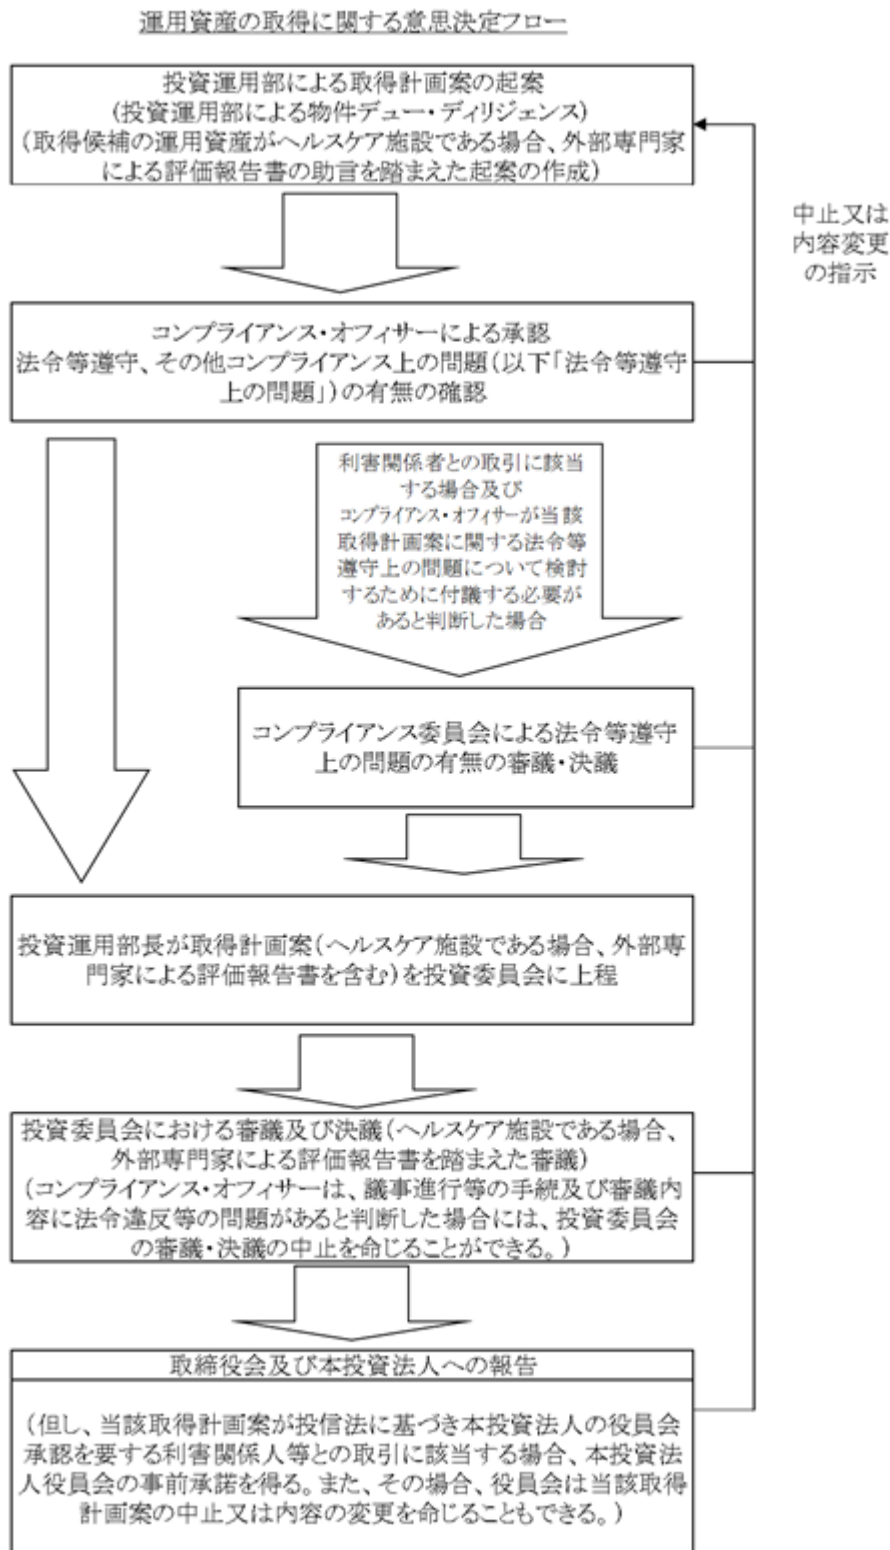 運用資産の取得に関する意思決定フロー
投資運用部による取得計画案の起案
(投資運用部による物件デュー・ディリジェンス)
(取得候補の運用資産がヘルスケア施設である場合、外部専門家
による評価報告書の助言を踏まえた起案の作成)
中止又は
内容変更
の指示
コンプライアンス・オフィサーによる承認
法令等遵守、その他コンプライアンス上の問題(以下「法令等遵守
上の問題」)の有無の確認
利害関係者との取引に該当
する場合及び
コンプライアンス・オフィサーが当該
取得計画案に関する法令等
遵守上の問題について検討
するために付議する必要が
あると判断した場合
コンプライアンス委員会による法令等遵守
上の問題の有無の審議・決議
投資運用部長が取得計画案(ヘルスケア施設である場合、外部専
門家による評価報告書を含む)を投資委員会に上程
投資委員会における審議及び決議(ヘルスケア施設である場合、
外部専門家による評価報告書を踏まえた審議)
(コンプライアンス・オフィサーは、議事進行等の手続及び審議内
容に法令違反等の問題があると判断した場合には、投資委員会
の審議・決議の中止を命じることができる。)
取締役会及び本投資法人への報告
(但し、当該取得計画案が投信法に基づき本投資法人の役員会
承認を要する利害関係人等との取引に該当する場合、本投資法
人役員会の事前承諾を得る。また、その場合、役員会は当該取得
計画案の中止又は内容の変更を命じることもできる。)